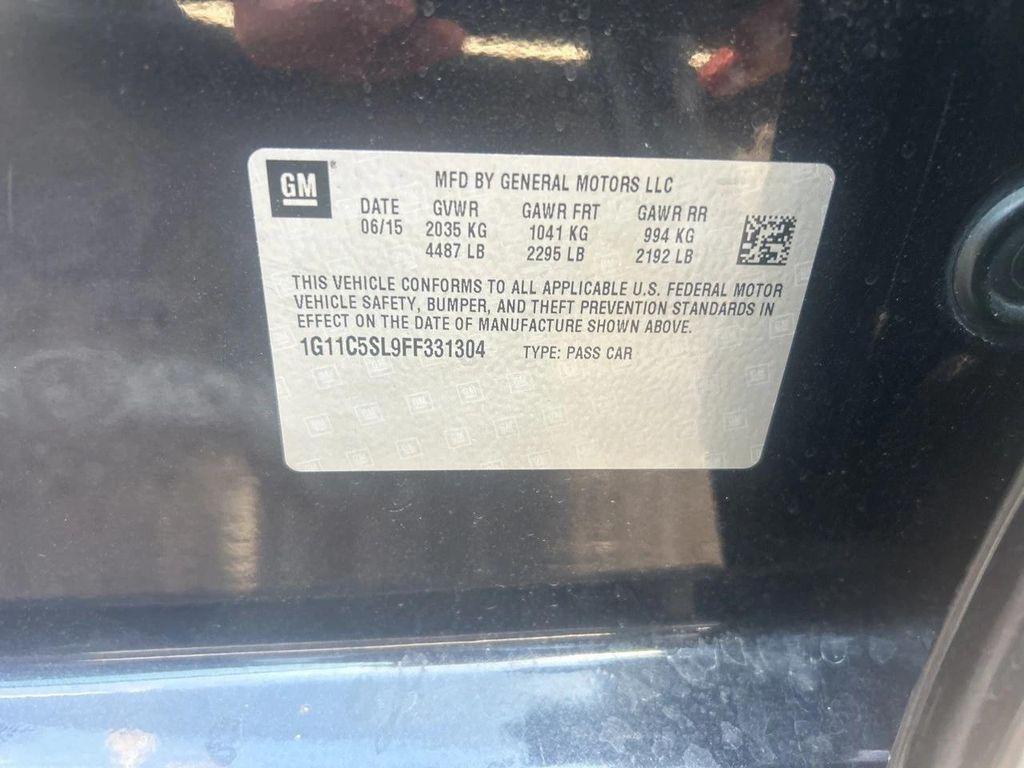 GM
MFD BY GENERAL MOTORS LLC
DATE GVWR GAWR FRT GAWR RR
06/15 2035 KG 1041 KG 994 KG
4487 LB 2295 LB 2192 LB
THIS VEHICLE CONFORMS TO ALL APPLICABLE U.S. FEDERAL MOTOR
VEHICLE SAFETY, BUMPER, AND THEFT PREVENTION STANDARDS IN
EFFECT ON THE DATE OF MANUFACTURE SHOWN ABOVE.
1G11C5SL9FF331304 TYPE: PASS CAR